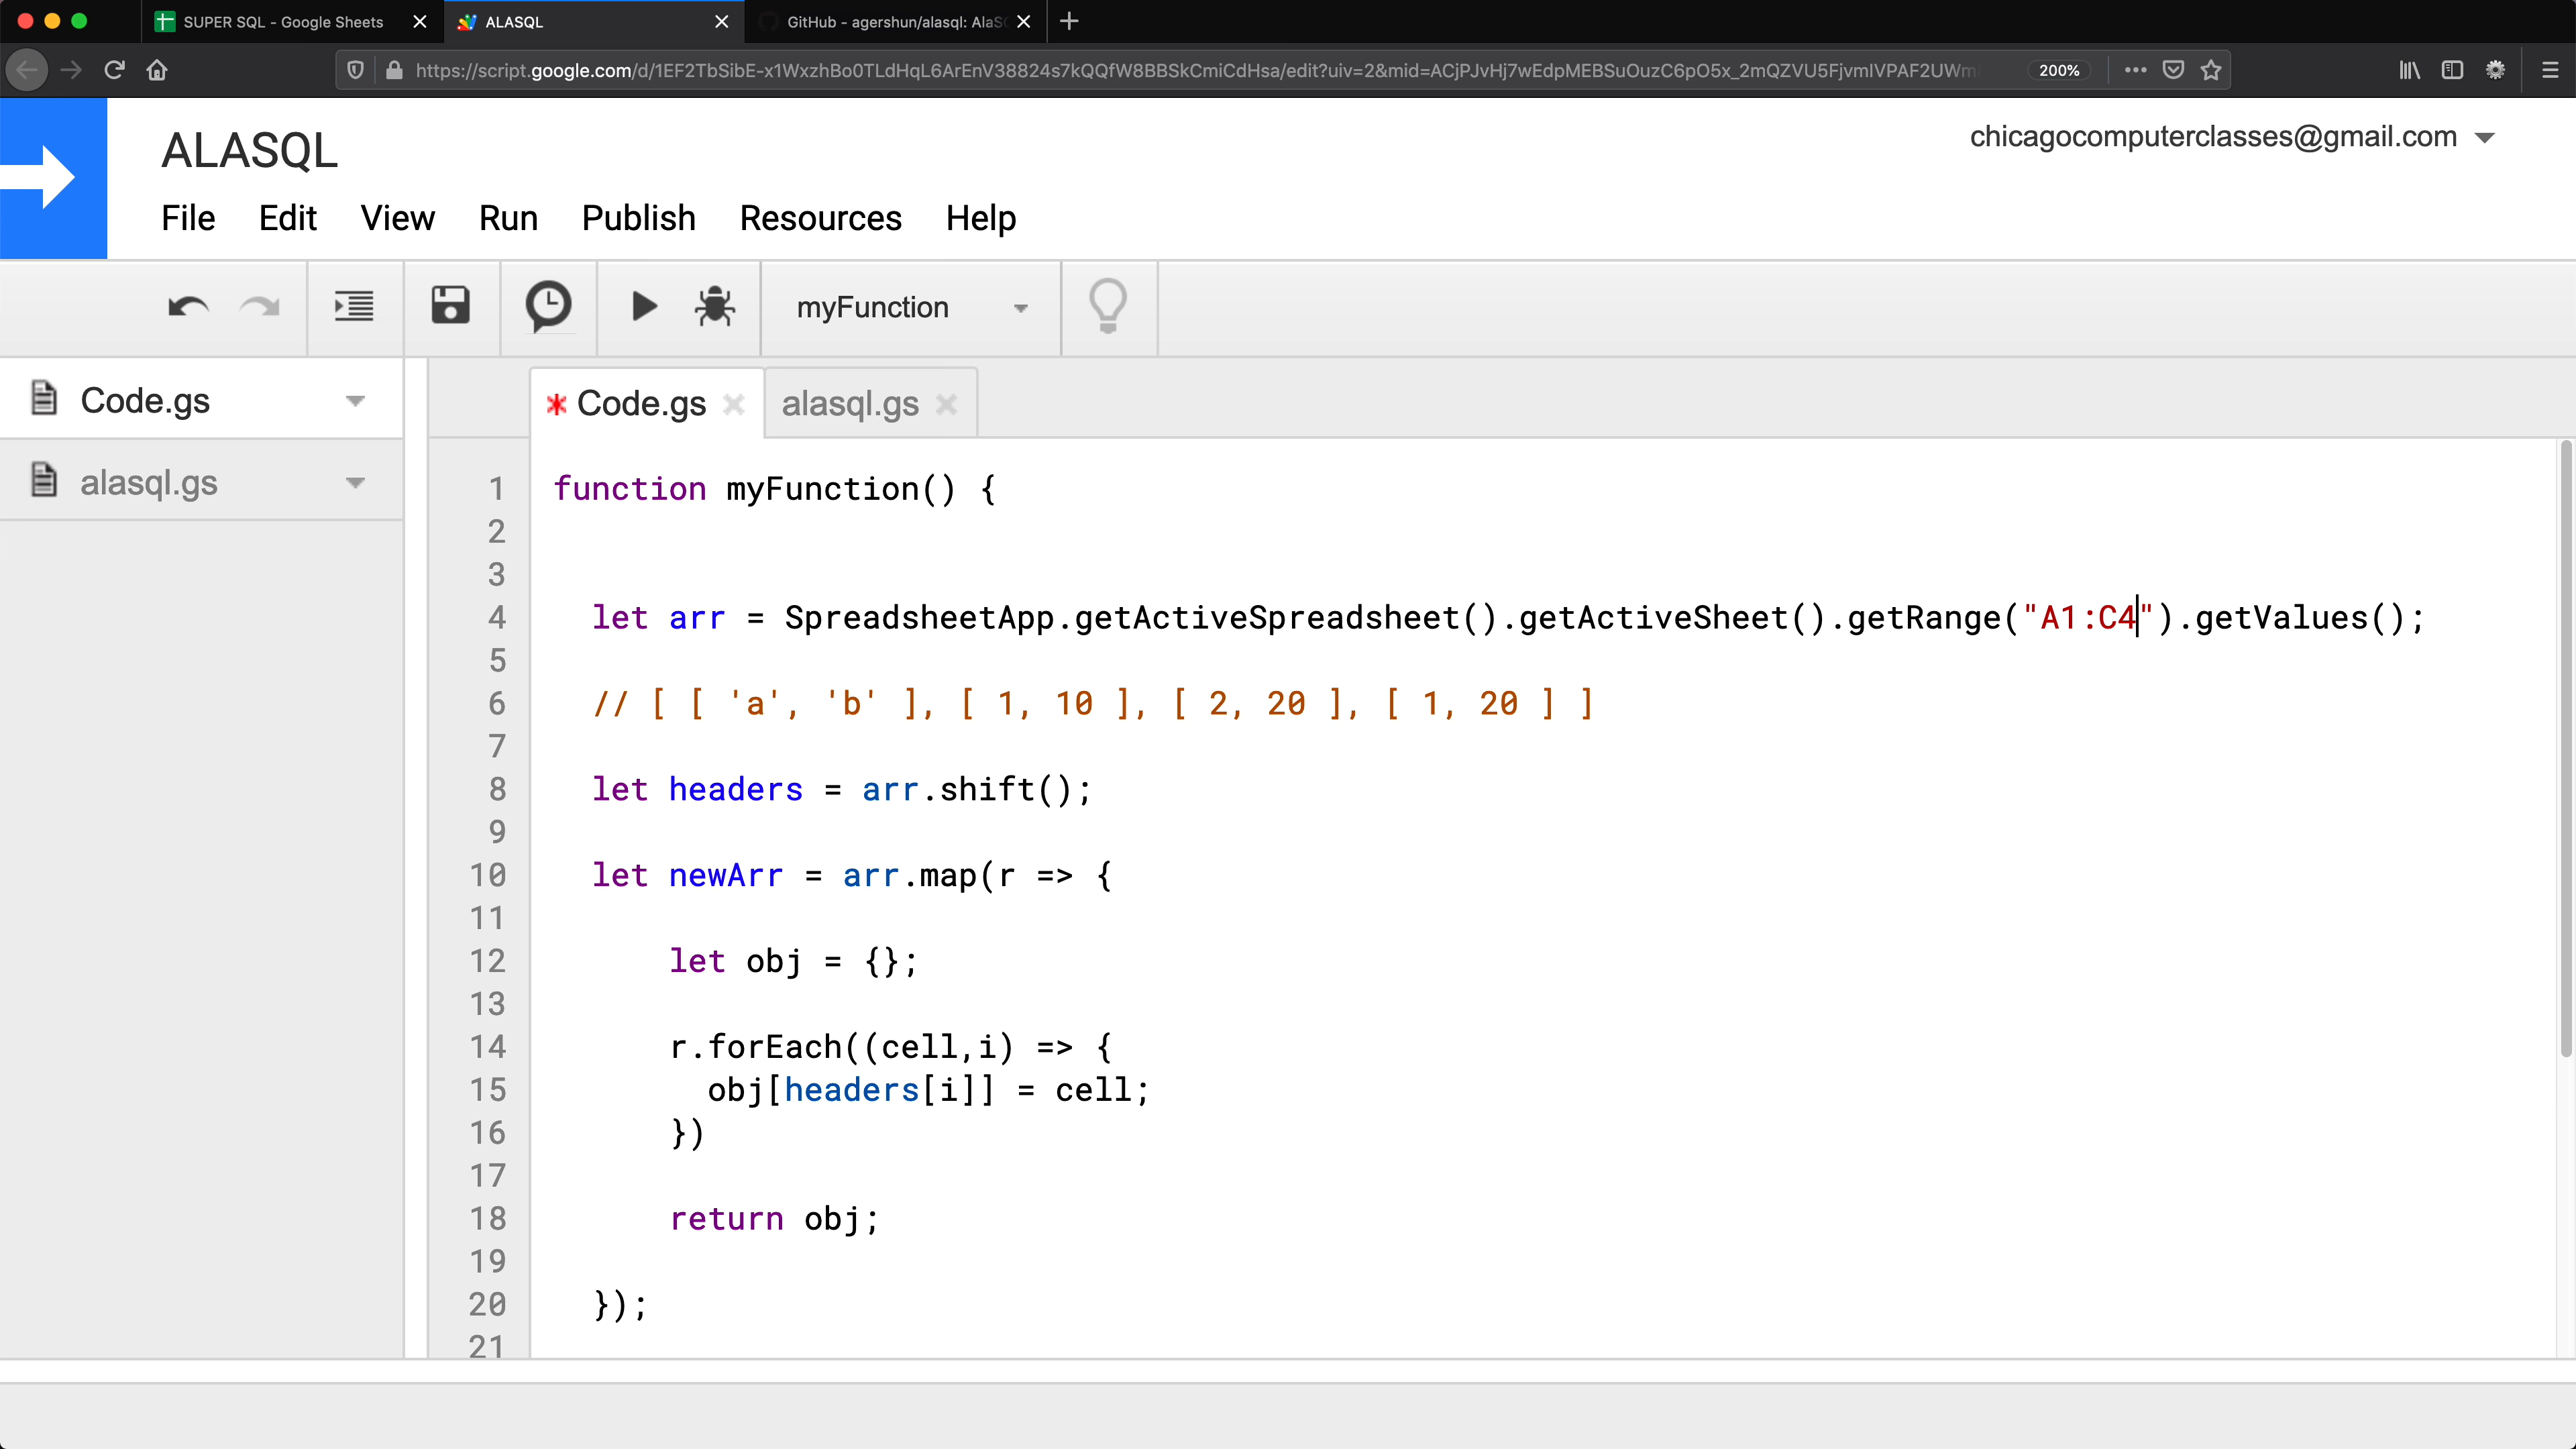 SUPER SQL - Google Sheets
ALASQL
GitHub - agershun/alasql: AlaS
https://script.google.com/d/1EF2TbSibE-x1WxzhBo0TLdHqL6ArEnV38824s7kQQfW8BBSkCmiCdHsa/edit?uiv=2&mid=ACjPJvHj7wEdpMEBSuOuzC6pO5x_2mQZVU5FjvmlVPAF2UWm
200%
ALASQL
chicagocomputerclasses@gmail.com
File Edit View Run Publish Resources Help
myFunction
Code.gs
alasql.gs
* Code.gs
alasql.gs
1 function myFunction() {
2
3
4 let arr = SpreadsheetApp.getActiveSpreadsheet().getActiveSheet().getRange("A1:C4").getValues();
5
6 // [ [ 'a', 'b' ], [ 1, 10 ], [ 2, 20 ], [ 1, 20 ] ]
7
8 let headers = arr.shift();
9
10 let newArr = arr.map(r => {
11
12 let obj = {};
13
14 r.forEach((cell,i) => {
15 obj[headers[i]] = cell;
16 })
17
18 return obj;
19
20 });
21